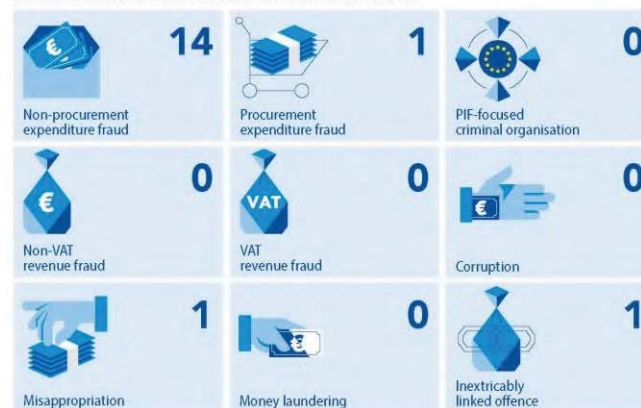 14
Non-procurement
expenditure fraud
1
Procurement
expenditure fraud
0
PIF-focused
criminal organisation
0
Non-VAT
revenue fraud
VAT
0
VAT
revenue fraud
0
Corruption
1
Misappropriation
0
Money laundering
1
Inextricably
linked offence